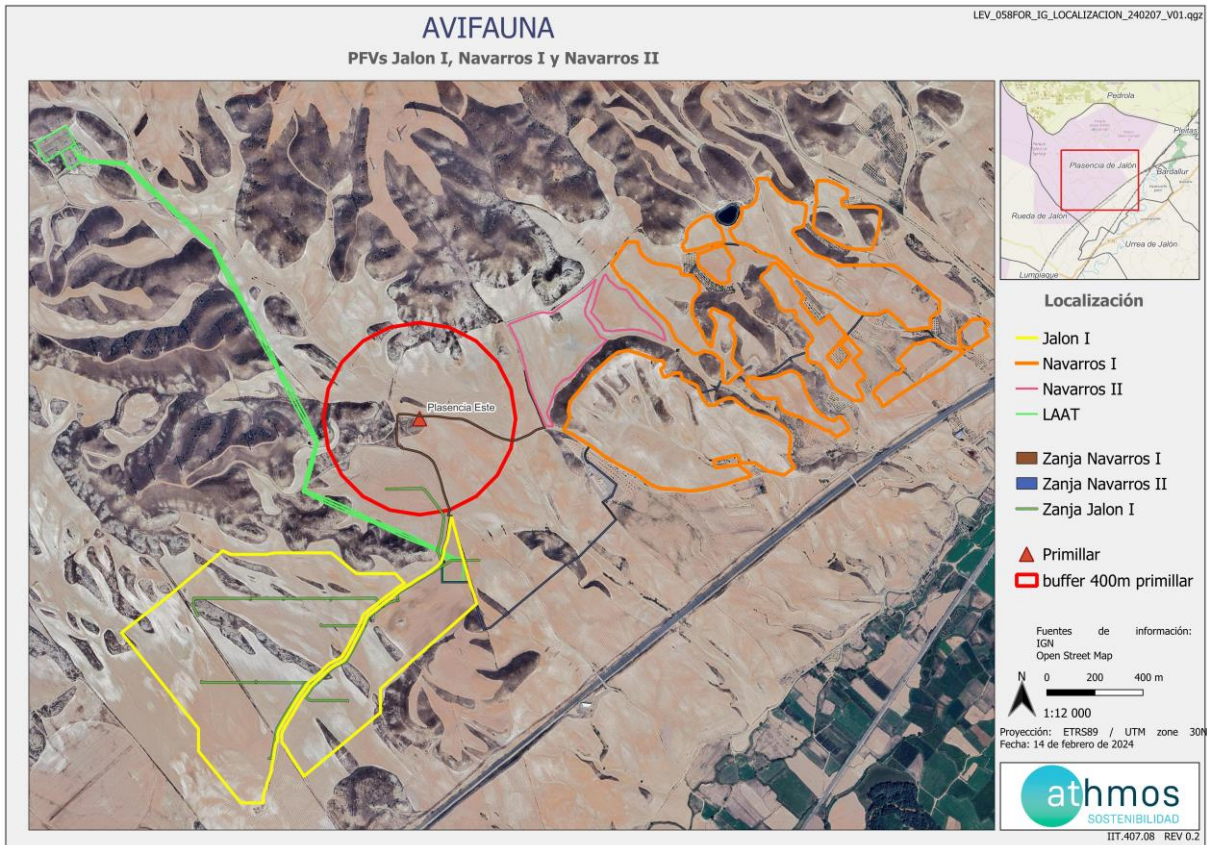 LEV_058FOR_IG_LOCALIZACION_240207_V01.qgz
AVIFAUNA
PFVs Jalon I, Navarros I y Navarros II
Plasencia Este
Pedrola
Pleitas
Plasencia de Jalón
Bardallur
Rueda de Jalón
Urrea de Jalón
Lumpiaque
Localización
Jalon I
Navarros I
Navarros II
LAAT
Zanja Navarros I
Zanja Navarros II
Zanja Jalon I
Primillar
buffer 400m primillar
Fuentes de información:
IGN
Open Street Map
N
0 200 400 m
1:12 000
Proyección: ETRS89 / UTM zone 30N
Fecha: 14 de febrero de 2024
athmos
SOSTENIBILIDAD
IIT.407.08 REV 0.2